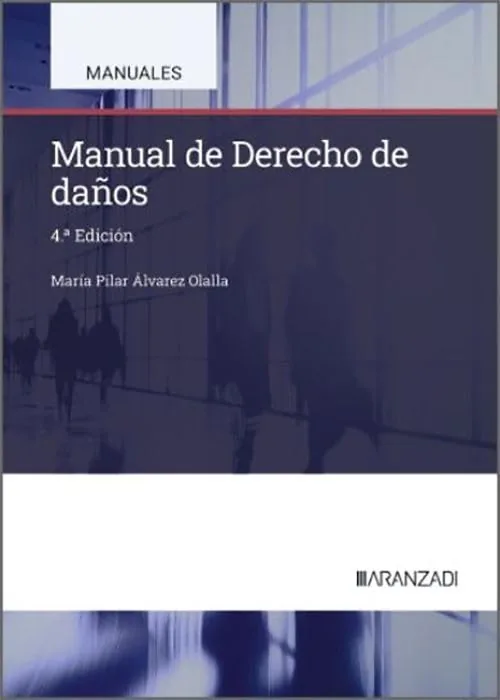 MANUALES
Manual de Derecho de
daños
4.ª Edición
María Pilar Álvarez Olalla
ARANZADI